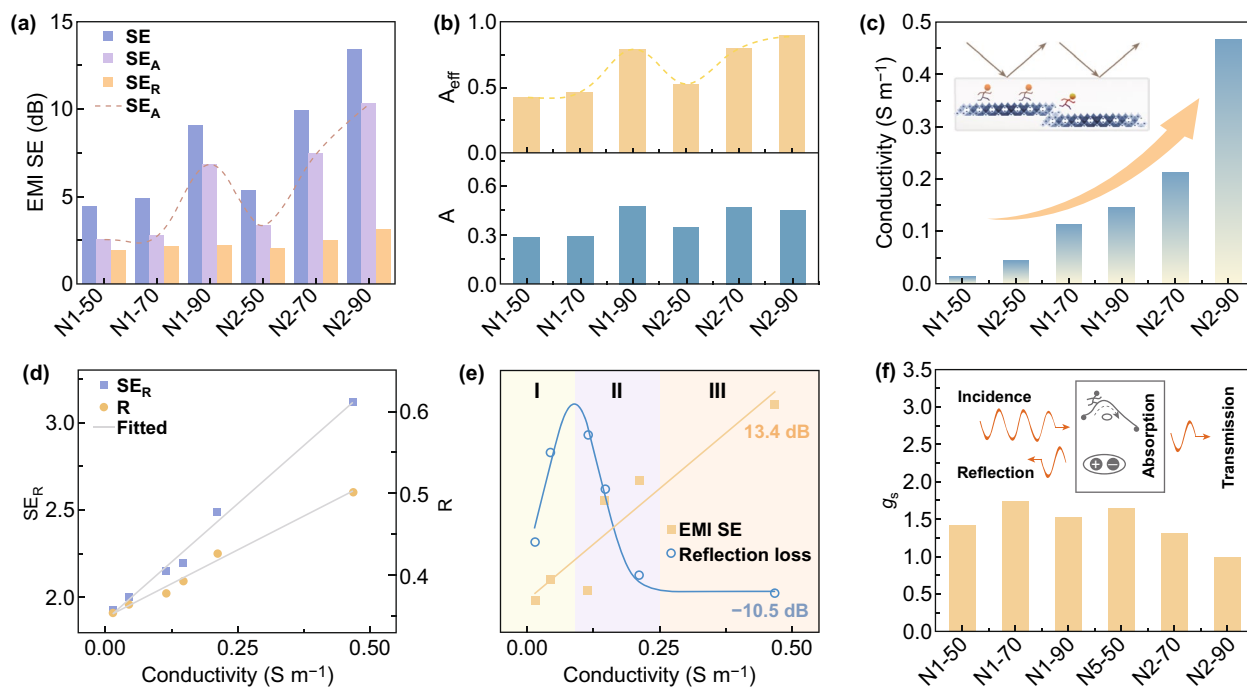 (a)
15
10
5
0
EMI SE (dB)
SE
SE_A
SE_R
SE_A
N1-50
N1-70
N1-90
N2-50
N2-70
N2-90
(b)
1.0
0.5
0.0
A_eff
0.6
0.3
0.0
A
N1-50
N1-70
N1-90
N2-50
N2-70
N2-90
(c)
0.5
0.4
0.3
0.2
0.1
0.0
Conductivity (S m⁻¹)
N1-50
N2-50
N1-70
N1-90
N2-70
N2-90
(d)
3.0
2.5
2.0
SE_R
SE_R
R
Fitted
0.6
0.5
0.4
R
0.00
0.25
0.50
Conductivity (S m⁻¹)
(e)
I
II
III
13.4 dB
EMI SE
Reflection loss
−10.5 dB
0.00
0.25
0.50
Conductivity (S m⁻¹)
(f)
3.5
3.0
2.5
2.0
1.5
1.0
0.5
0.0
g_s
Incidence
Reflection
Absorption
Transmission
N1-50
N1-70
N1-90
N5-50
N2-70
N2-90